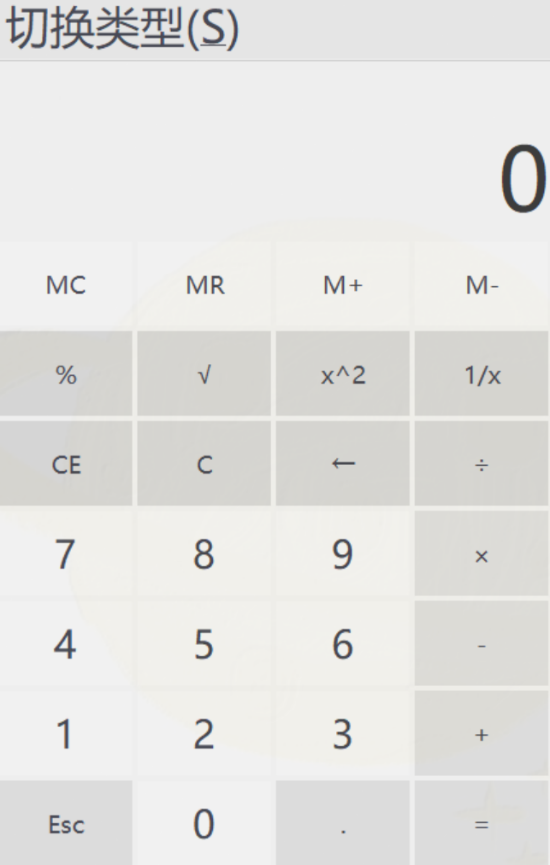 切换类型(S)
0
MC MR M+ M-
% √ x^2 1/x
CE C ← ÷
7 8 9 ×
4 5 6 -
1 2 3 +
Esc 0 . =